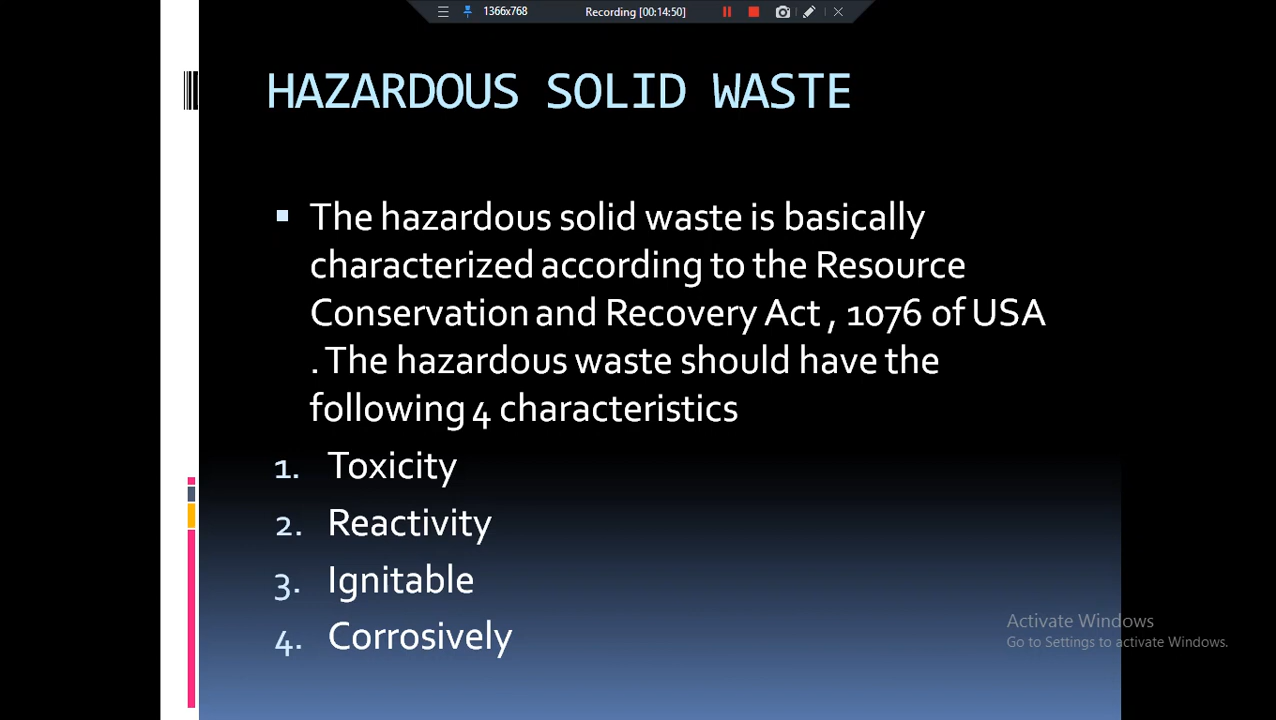 1366x768 Recording [00:14:50]
HAZARDOUS SOLID WASTE
The hazardous solid waste is basically
characterized according to the Resource
Conservation and Recovery Act , 1076 of USA
. The hazardous waste should have the
following 4 characteristics
1. Toxicity
2. Reactivity
3. Ignitable
4. Corrosively
Activate Windows
Go to Settings to activate Windows.